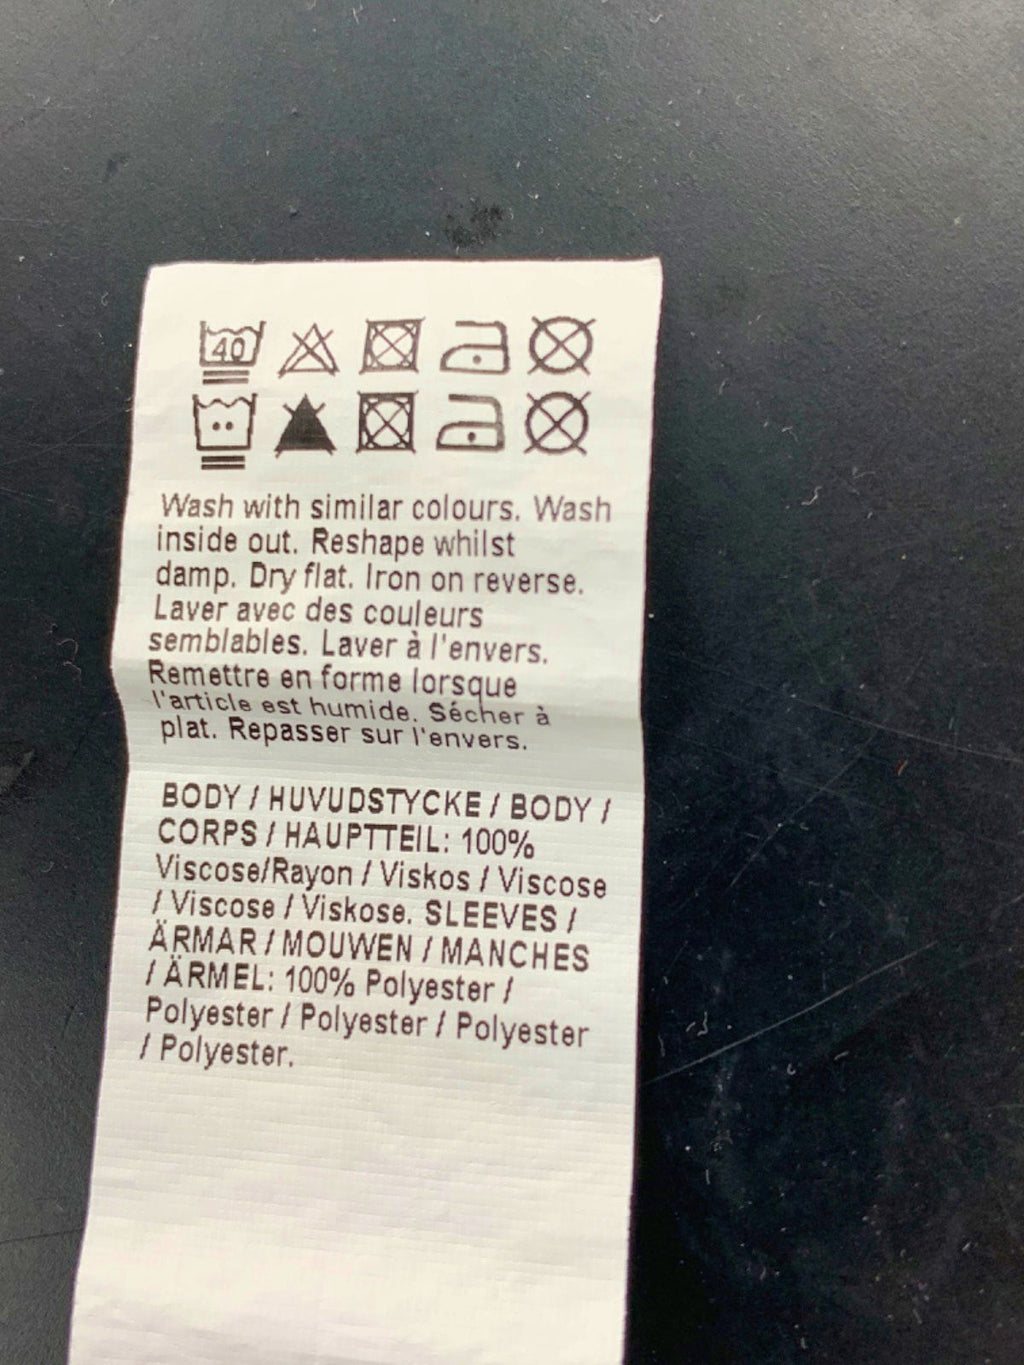 40
Wash with similar colours. Wash
inside out. Reshape whilst
damp. Dry flat. Iron on reverse.
Laver avec des couleurs
semblables. Laver à l'envers.
Remettre en forme lorsque
l'article est humide. Sécher à
plat. Repasser sur l'envers.
BODY / HUVUDSTYCKE / BODY /
CORPS / HAUPTTEIL: 100%
Viscose/Rayon / Viskos / Viscose
/ Viscose / Viskose. SLEEVES /
ÄRMAR / MOUWEN / MANCHES
/ ÄRMEL: 100% Polyester /
Polyester / Polyester / Polyester
/ Polyester.